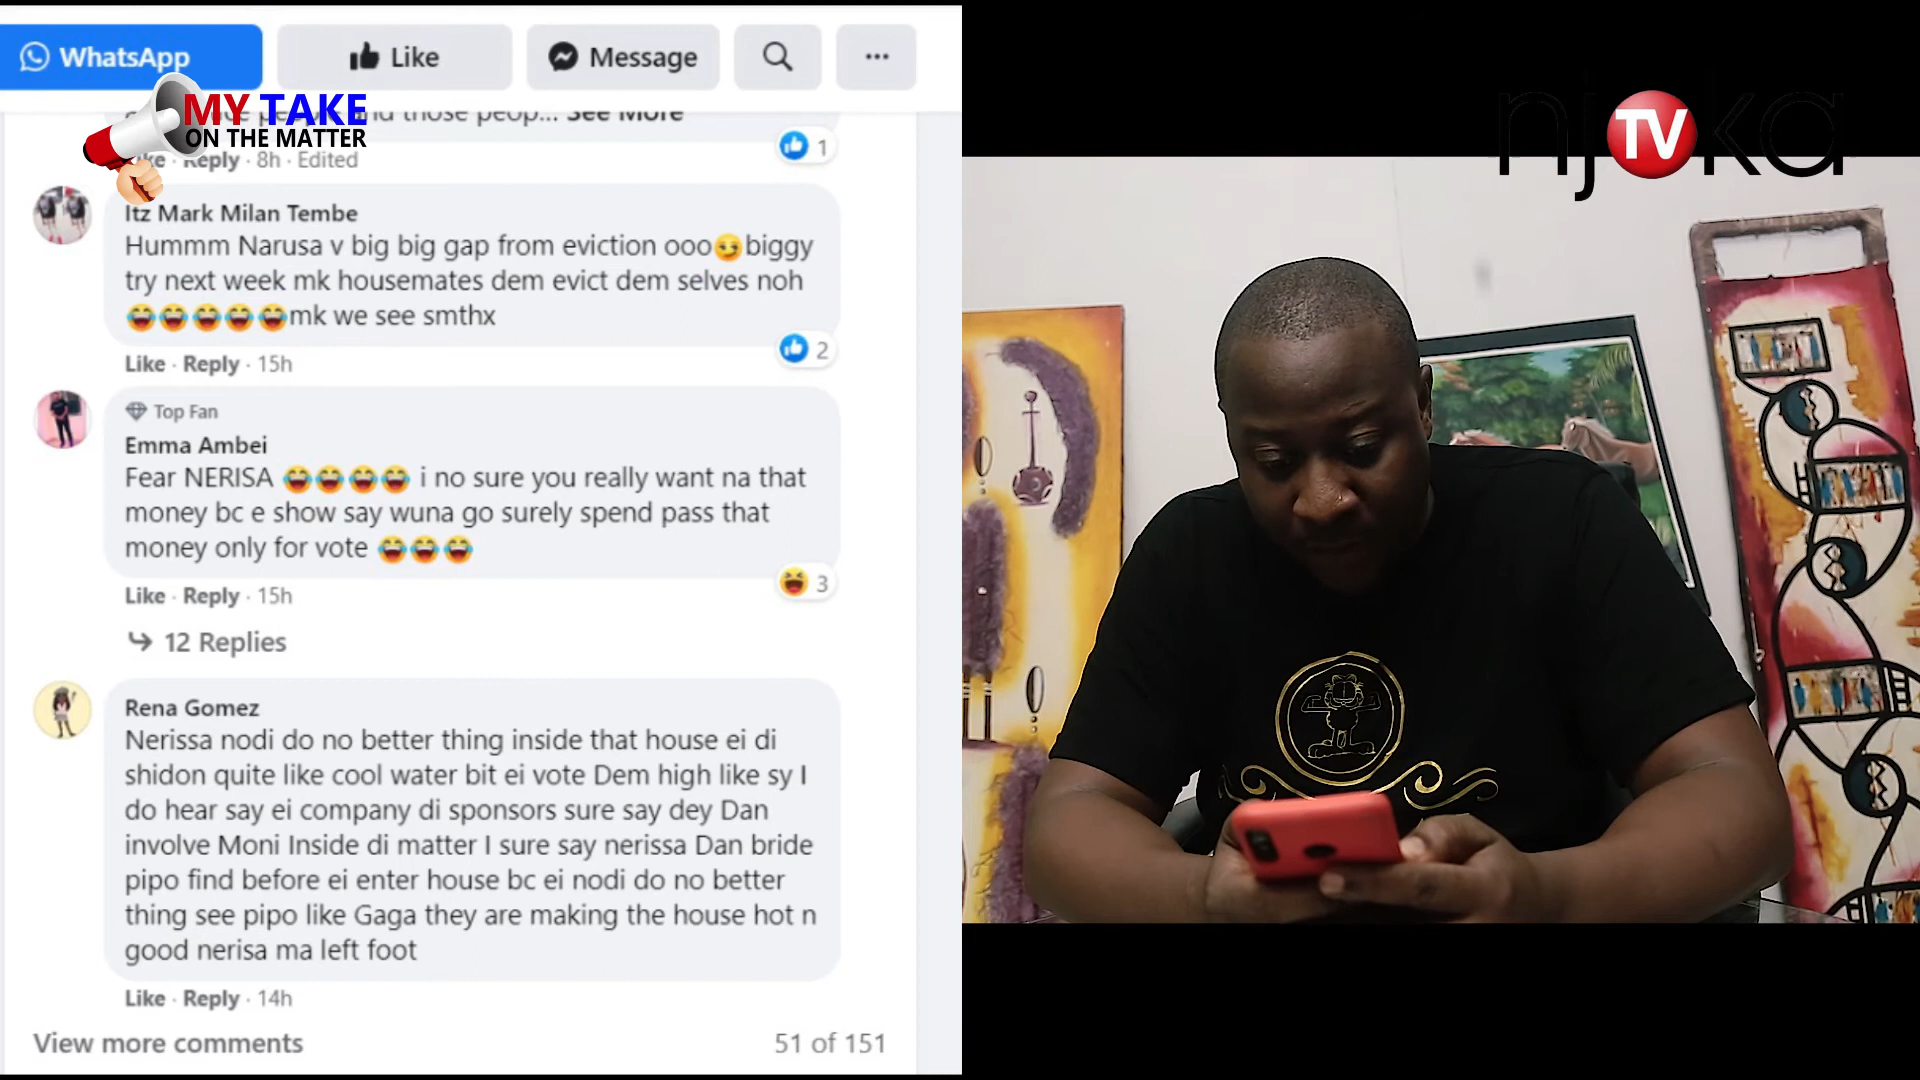 WhatsApp
Like
Message
MY TAKE
ON THE MATTER
those peop... See More
Reply · 8h · Edited
1
njoka
TV
Itz Mark Milan Tembe
Hummm Narusa v big big gap from eviction ooo😏biggy
try next week mk housemates dem evict dem selves noh
😂😂😂😂😂mk we see smthx
2
Like · Reply · 15h
Top Fan
Emma Ambei
Fear NERISA 😂😂😂😂 i no sure you really want na that
money bc e show say wuna go surely spend pass that
money only for vote 😂😂😂
3
Like · Reply · 15h
12 Replies
Rena Gomez
Nerissa nodi do no better thing inside that house ei di
shidon quite like cool water bit ei vote Dem high like sy I
do hear say ei company di sponsors sure say dey Dan
involve Moni Inside di matter I sure say nerissa Dan bride
pipo find before ei enter house bc ei nodi do no better
thing see pipo like Gaga they are making the house hot n
good nerisa ma left foot
Like · Reply · 14h
View more comments
51 of 151